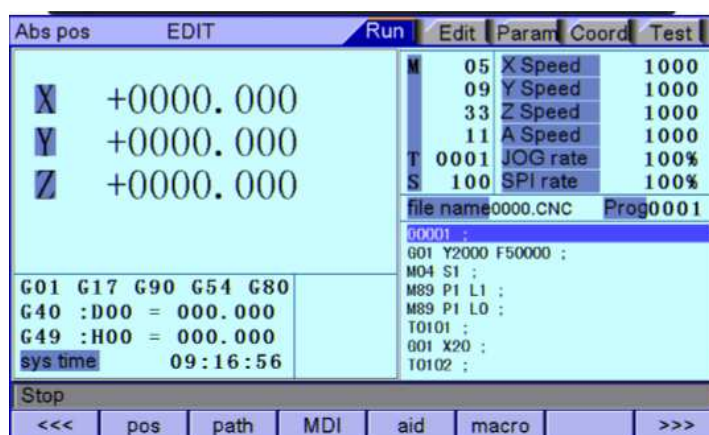 Abs pos EDIT Run Edit Param Coord Test
X +0000.000
Y +0000.000
Z +0000.000
G01 G17 G90 G54 G80
G40 :D00 = 000.000
G49 :H00 = 000.000
sys time 09:16:56
M 05 X Speed 1000
09 Y Speed 1000
33 Z Speed 1000
11 A Speed 1000
T 0001 JOG rate 100%
S 100 SPI rate 100%
file name0000.CNC Prog0001
O0001 ;
G01 Y2000 F50000 ;
M04 S1 ;
M89 P1 L1 ;
M89 P1 L0 ;
T0101 ;
G01 X20 ;
T0102 ;
Stop
<<< pos path MDI aid macro >>>